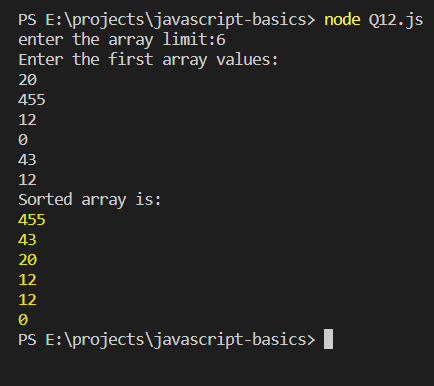 PS E:\projects\javascript-basics> node Q12.js
enter the array limit:6
Enter the first array values:
20
455
12
0
43
12
Sorted array is:
455
43
20
12
12
0
PS E:\projects\javascript-basics>